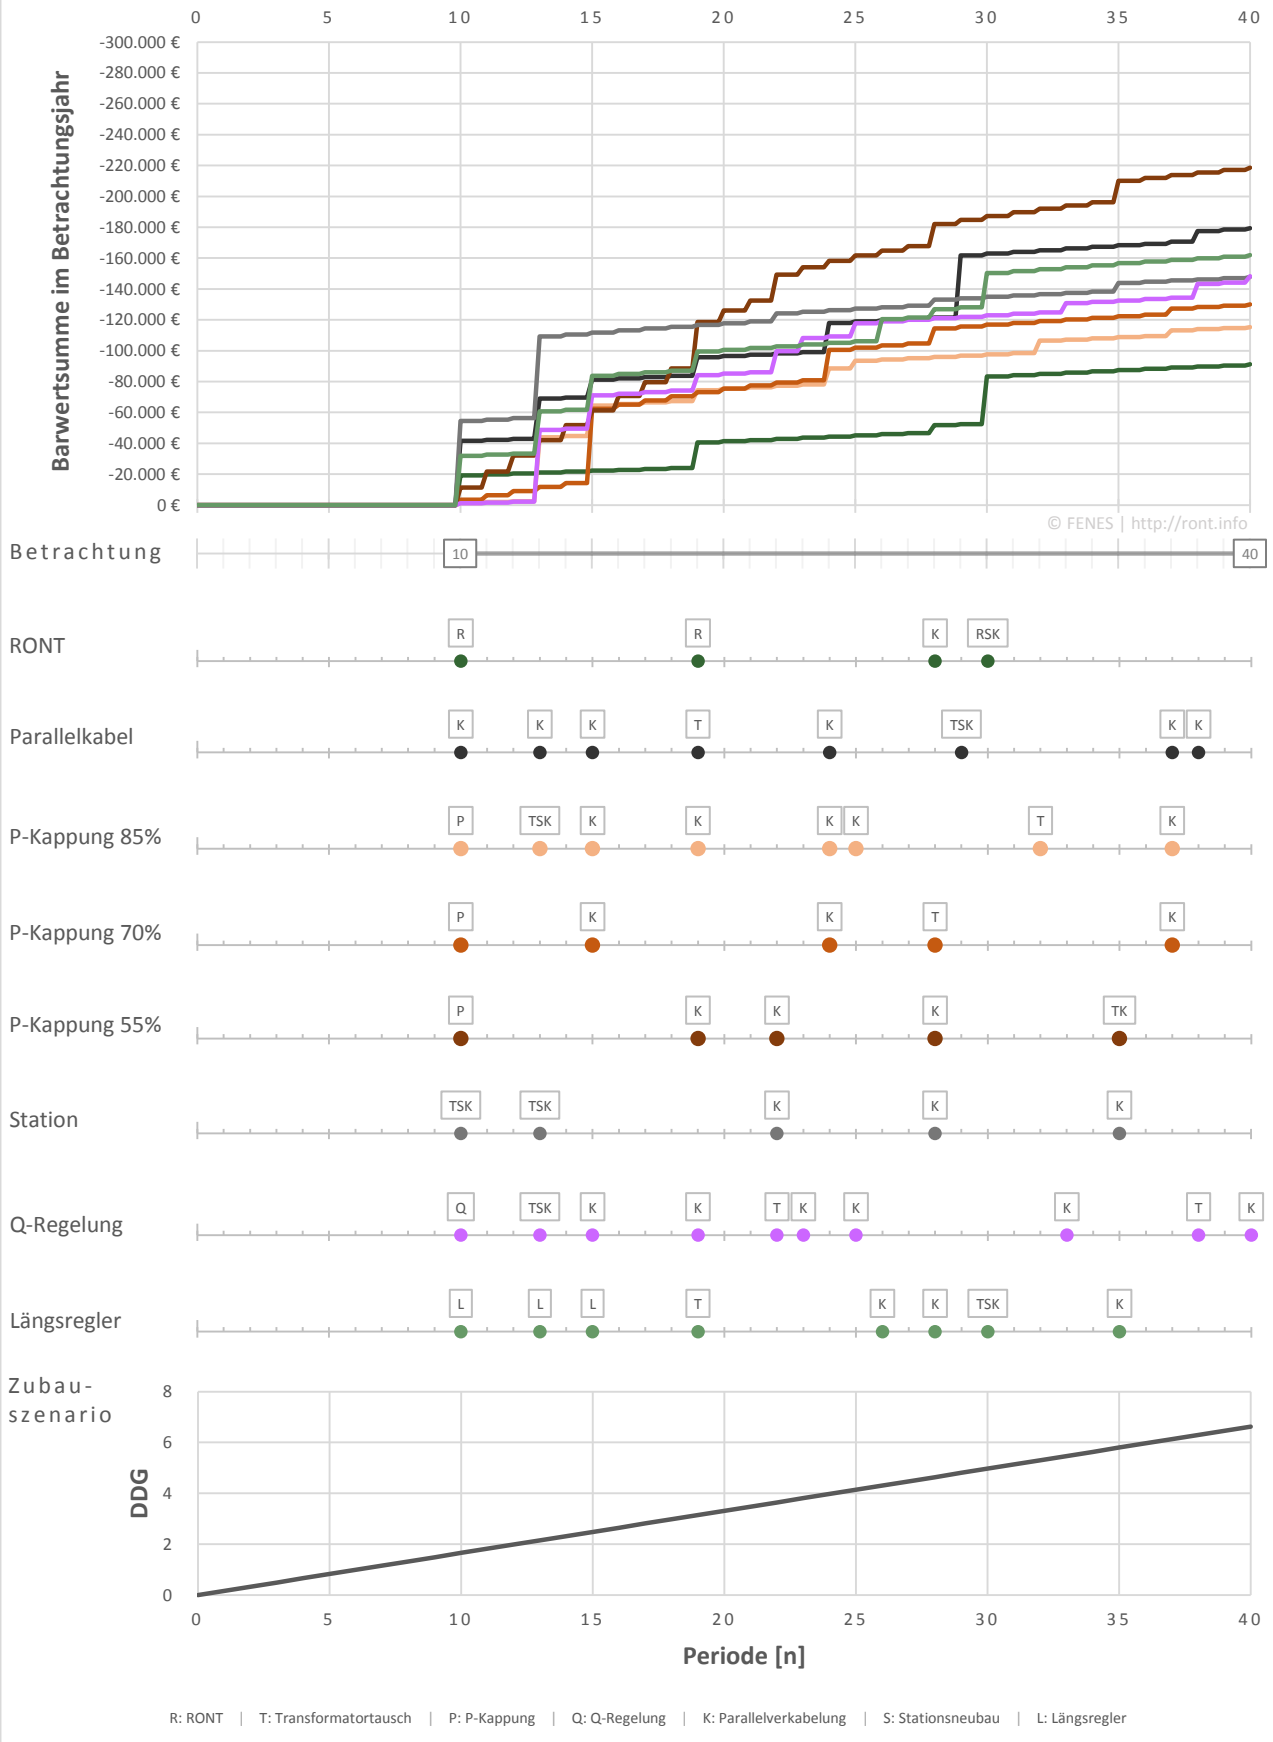 0 5 10 15 20 25 30 35 40
Barwertsumme im Betrachtungsjahr
-300.000 €
-280.000 €
-260.000 €
-240.000 €
-220.000 €
-200.000 €
-180.000 €
-160.000 €
-140.000 €
-120.000 €
-100.000 €
-80.000 €
-60.000 €
-40.000 €
-20.000 €
0 €
© FENES | http://ront.info
Betrachtung 10 40
R R K RSK
RONT
K K K T K TSK K K
Parallelkabel
P TSK K K K K T K
P-Kappung 85%
P K K T K
P-Kappung 70%
P K K K TK
P-Kappung 55%
TSK TSK K K K
Station
Q TSK K K T K K K T K
Q-Regelung
L L L T K K TSK K
Längsregler
Zubau-
szenario
DDG
8
6
4
2
0
0 5 10 15 20 25 30 35 40
Periode [n]
R: RONT | T: Transformatortausch | P: P-Kappung | Q: Q-Regelung | K: Parallelverkabelung | S: Stationsneubau | L: Längsregler